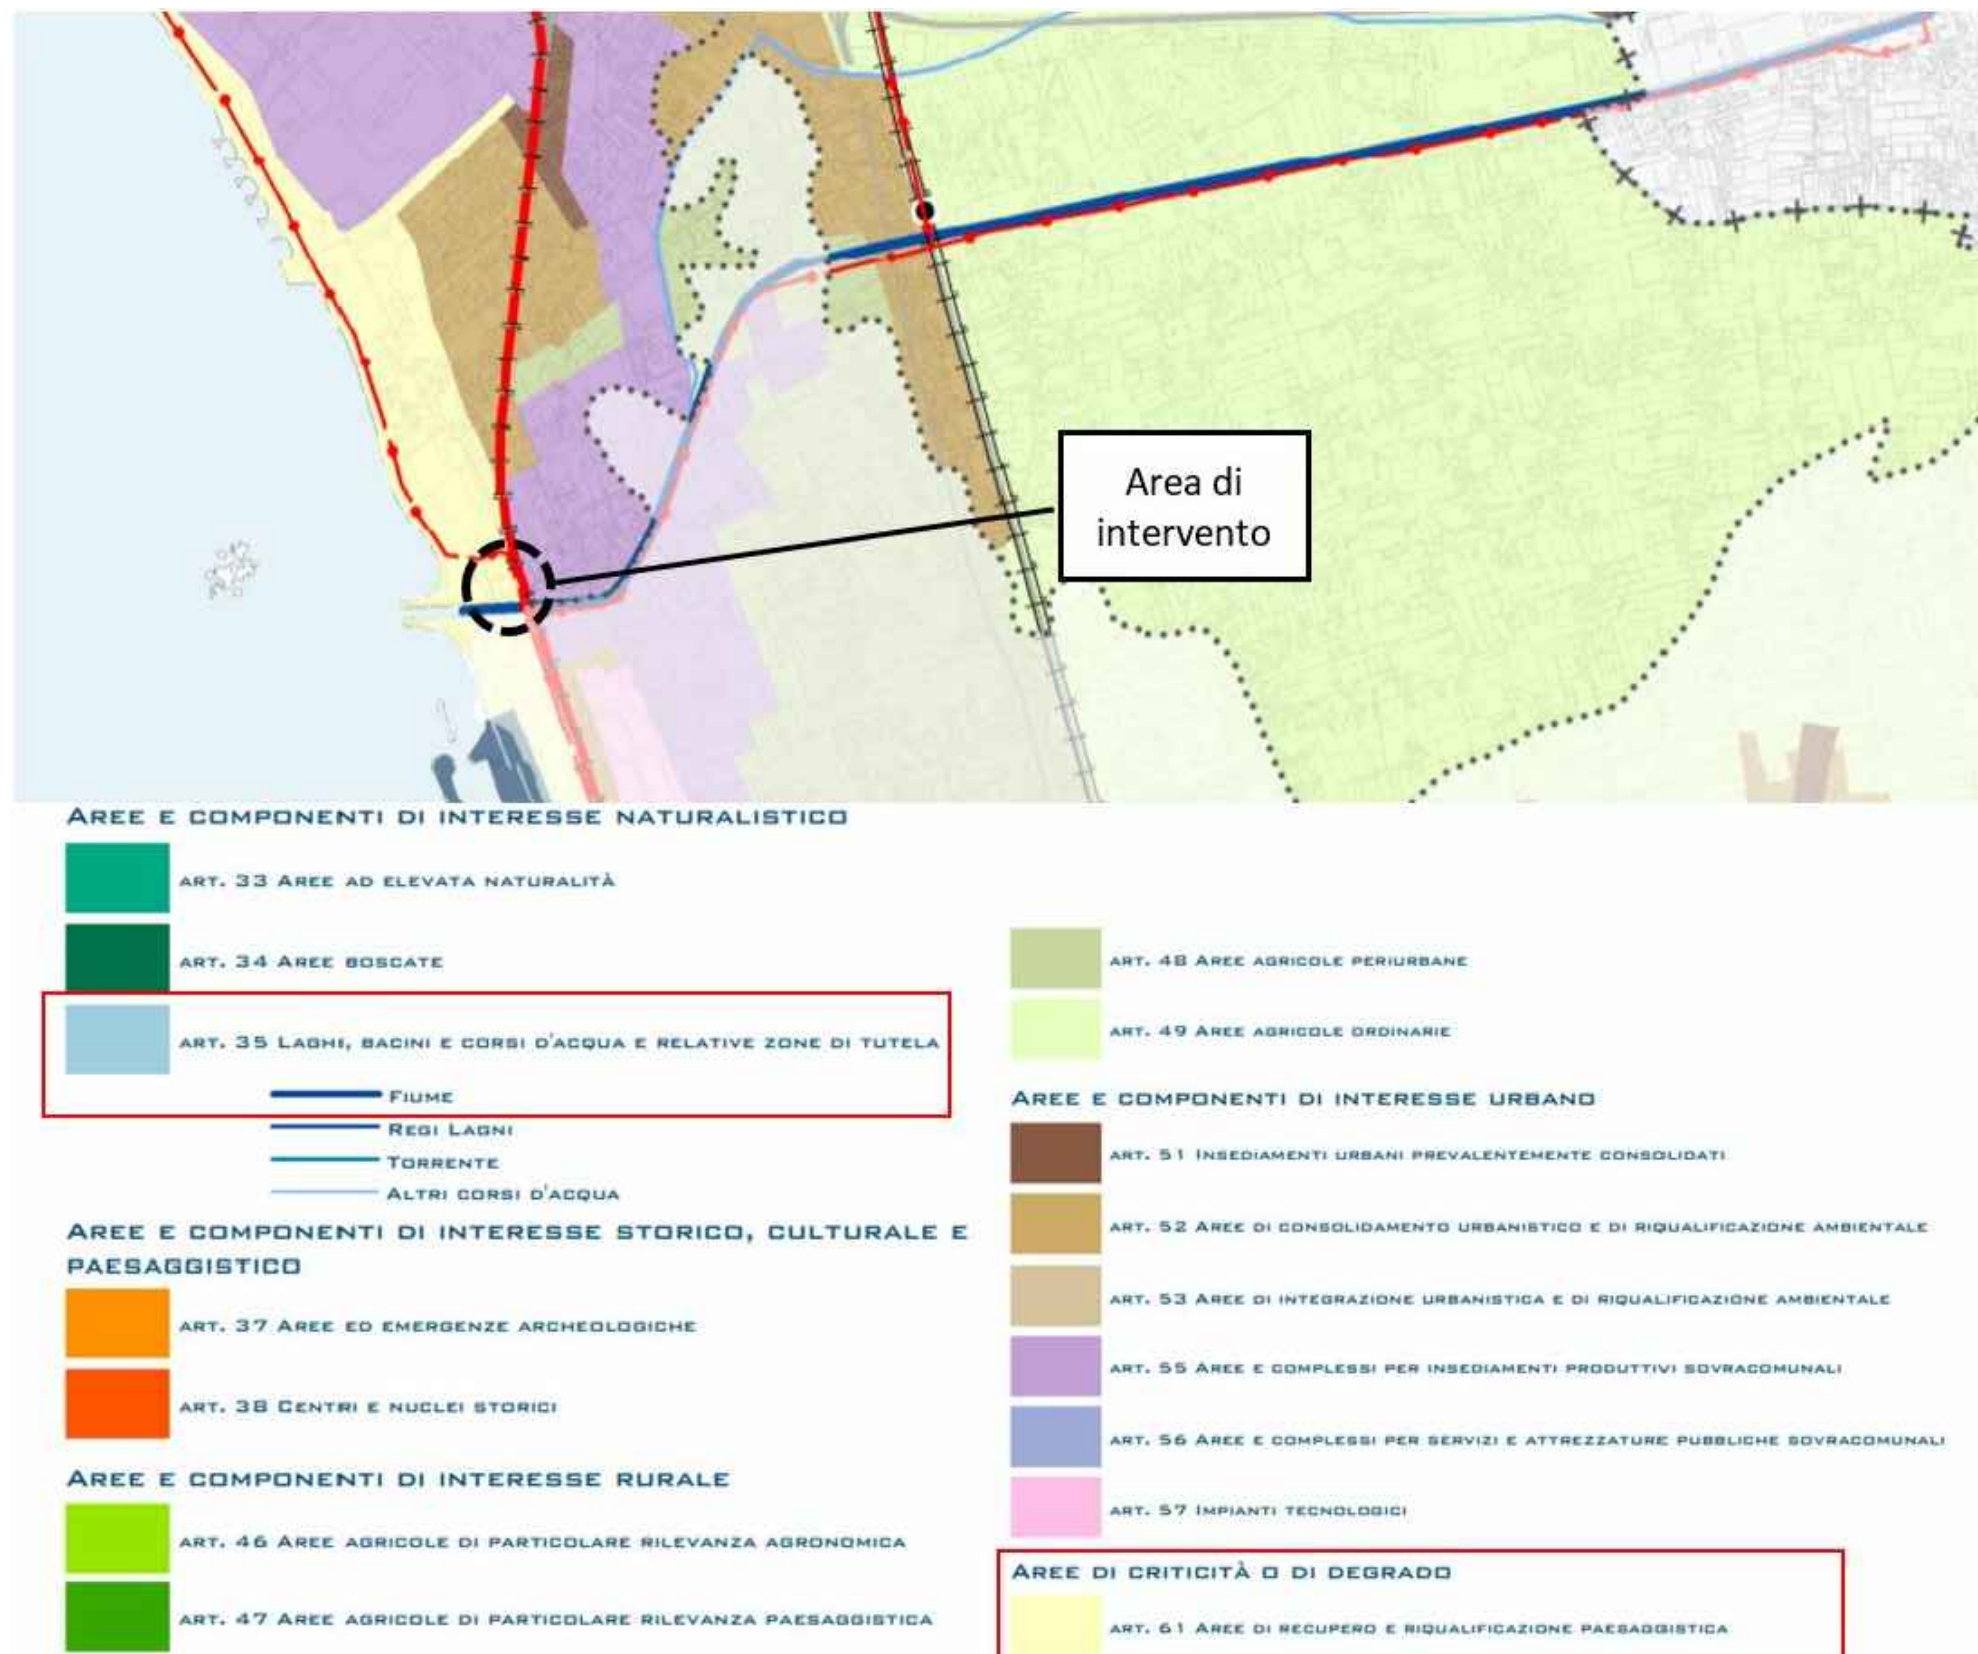 Area di
intervento
AREE E COMPONENTI DI INTERESSE NATURALISTICO
ART. 33 AREE AD ELEVATA NATURALITÀ
ART. 34 AREE BOSCATE
ART. 35 LAGHI, BACINI E CORSI D'ACQUA E RELATIVE ZONE DI TUTELA
FIUME
REGI LAGNI
TORRENTE
ALTRI CORSI D'ACQUA
AREE E COMPONENTI DI INTERESSE STORICO, CULTURALE E
PAESAGGISTICO
ART. 37 AREE ED EMERGENZE ARCHEOLOGICHE
ART. 38 CENTRI E NUCLEI STORICI
AREE E COMPONENTI DI INTERESSE RURALE
ART. 46 AREE AGRICOLE DI PARTICOLARE RILEVANZA AGRONOMICA
ART. 47 AREE AGRICOLE DI PARTICOLARE RILEVANZA PAESAGGISTICA
ART. 48 AREE AGRICOLE PERIURBANE
ART. 49 AREE AGRICOLE ORDINARIE
AREE E COMPONENTI DI INTERESSE URBANO
ART. 51 INSEDIAMENTI URBANI PREVALENTEMENTE CONSOLIDATI
ART. 52 AREE DI CONSOLIDAMENTO URBANISTICO E DI RIQUALIFICAZIONE AMBIENTALE
ART. 53 AREE DI INTEGRAZIONE URBANISTICA E DI RIQUALIFICAZIONE AMBIENTALE
ART. 55 AREE E COMPLESSI PER INSEDIAMENTI PRODUTTIVI SOVRACOMUNALI
ART. 56 AREE E COMPLESSI PER SERVIZI E ATTREZZATURE PUBBLICHE SOVRACOMUNALI
ART. 57 IMPIANTI TECNOLOGICI
AREE DI CRITICITÀ O DI DEGRADO
ART. 61 AREE DI RECUPERO E RIQUALIFICAZIONE PAESAGGISTICA